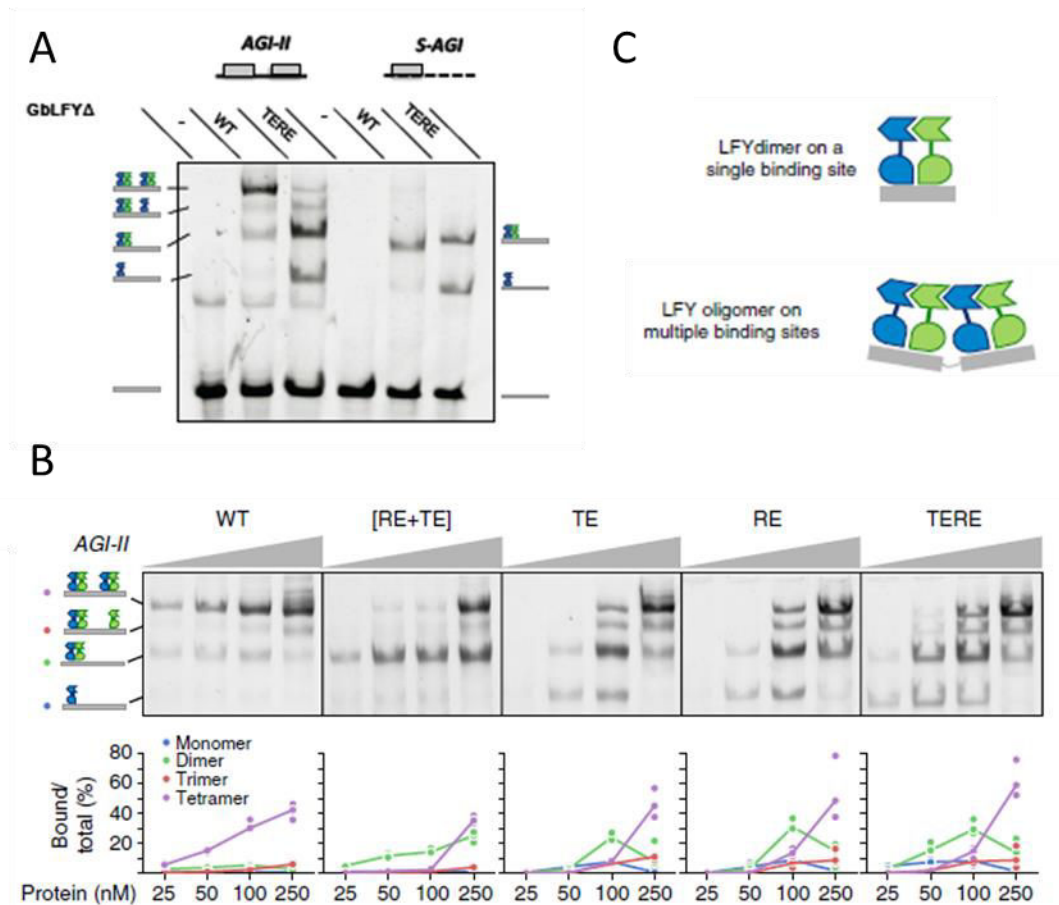 A
AGI-II
S-AGI
GbLFYΔ
- WT TERE - WT TERE
C
LFYdimer on a
single binding site
LFY oligomer on
multiple binding sites
B
WT [RE+TE] TE RE TERE
AGI-II
80
60
40
20
Bound/
total (%)
Monomer
Dimer
Trimer
Tetramer
Protein (nM) 25 50 100 250 25 50 100 250 25 50 100 250 25 50 100 250 25 50 100 250